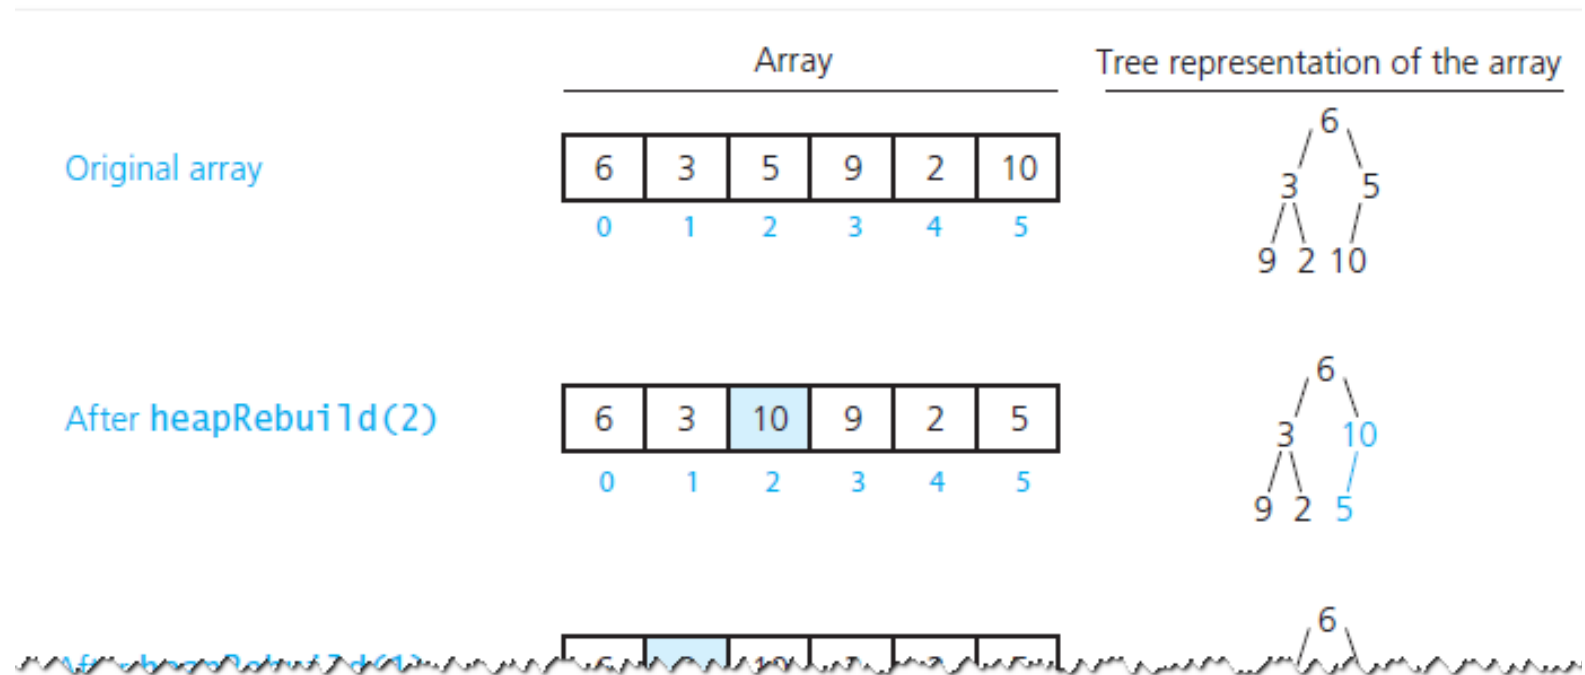 Array Tree representation of the array
6
Original array 6 3 5 9 2 10
3 5
0 1 2 3 4 5
9 2 10
6
After heapRebuild(2) 6 3 10 9 2 5
3 10
0 1 2 3 4 5
9 2 5
6